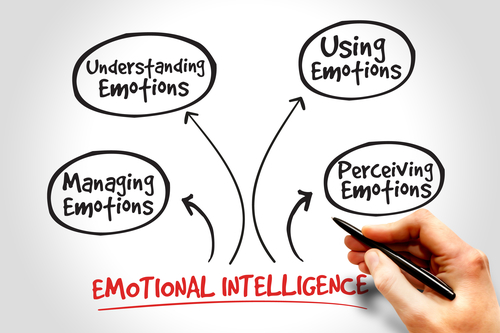 Understanding
Emotions
Using
Emotions
Managing
Emotions
Perceiving
Emotions
EMOTIONAL INTELLIGENCE